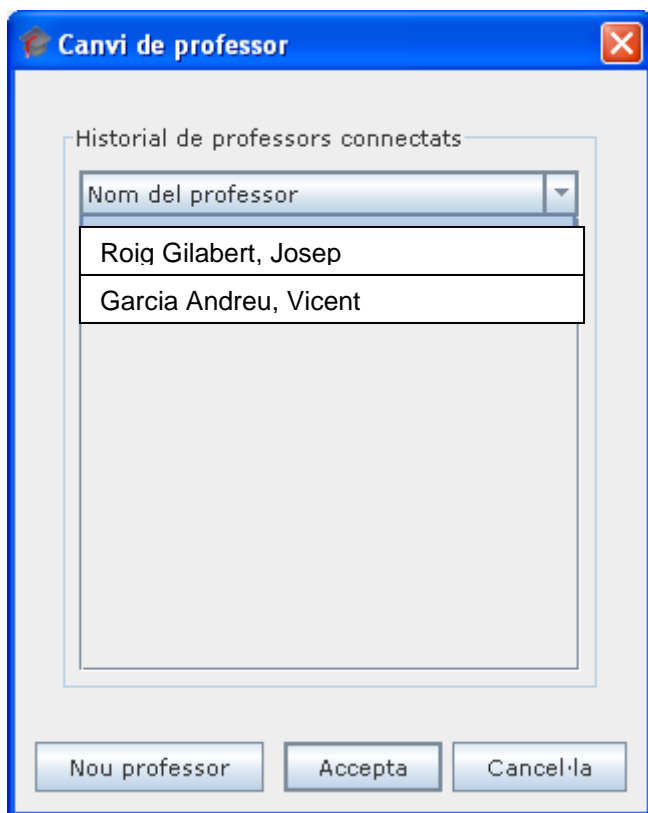 Canvi de professor
Historial de professors connectats
Nom del professor
Roig Gilabert, Josep
Garcia Andreu, Vicent
Nou professor
Accepta
Cancel·la